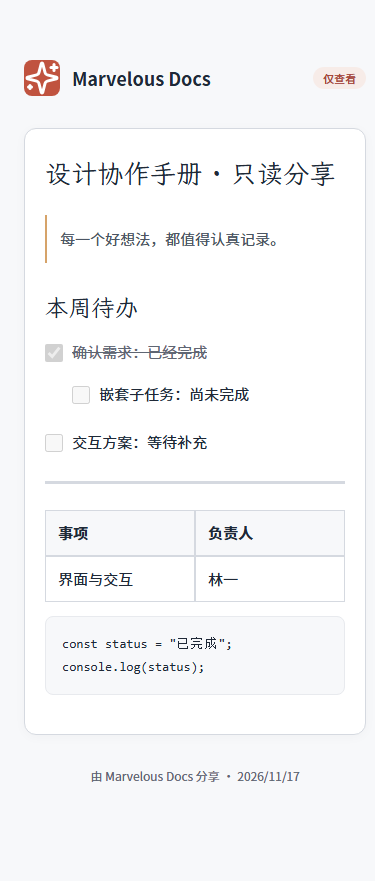 Marvelous Docs
仅查看
设计协作手册·只读分享
每一个好想法，都值得认真记录。
本周待办
确认需求：已经完成
嵌套子任务：尚未完成
交互方案：等待补充
事项 负责人
界面与交互 林一
const status = "已完成";
console.log(status);
由 Marvelous Docs 分享 · 2026/11/17